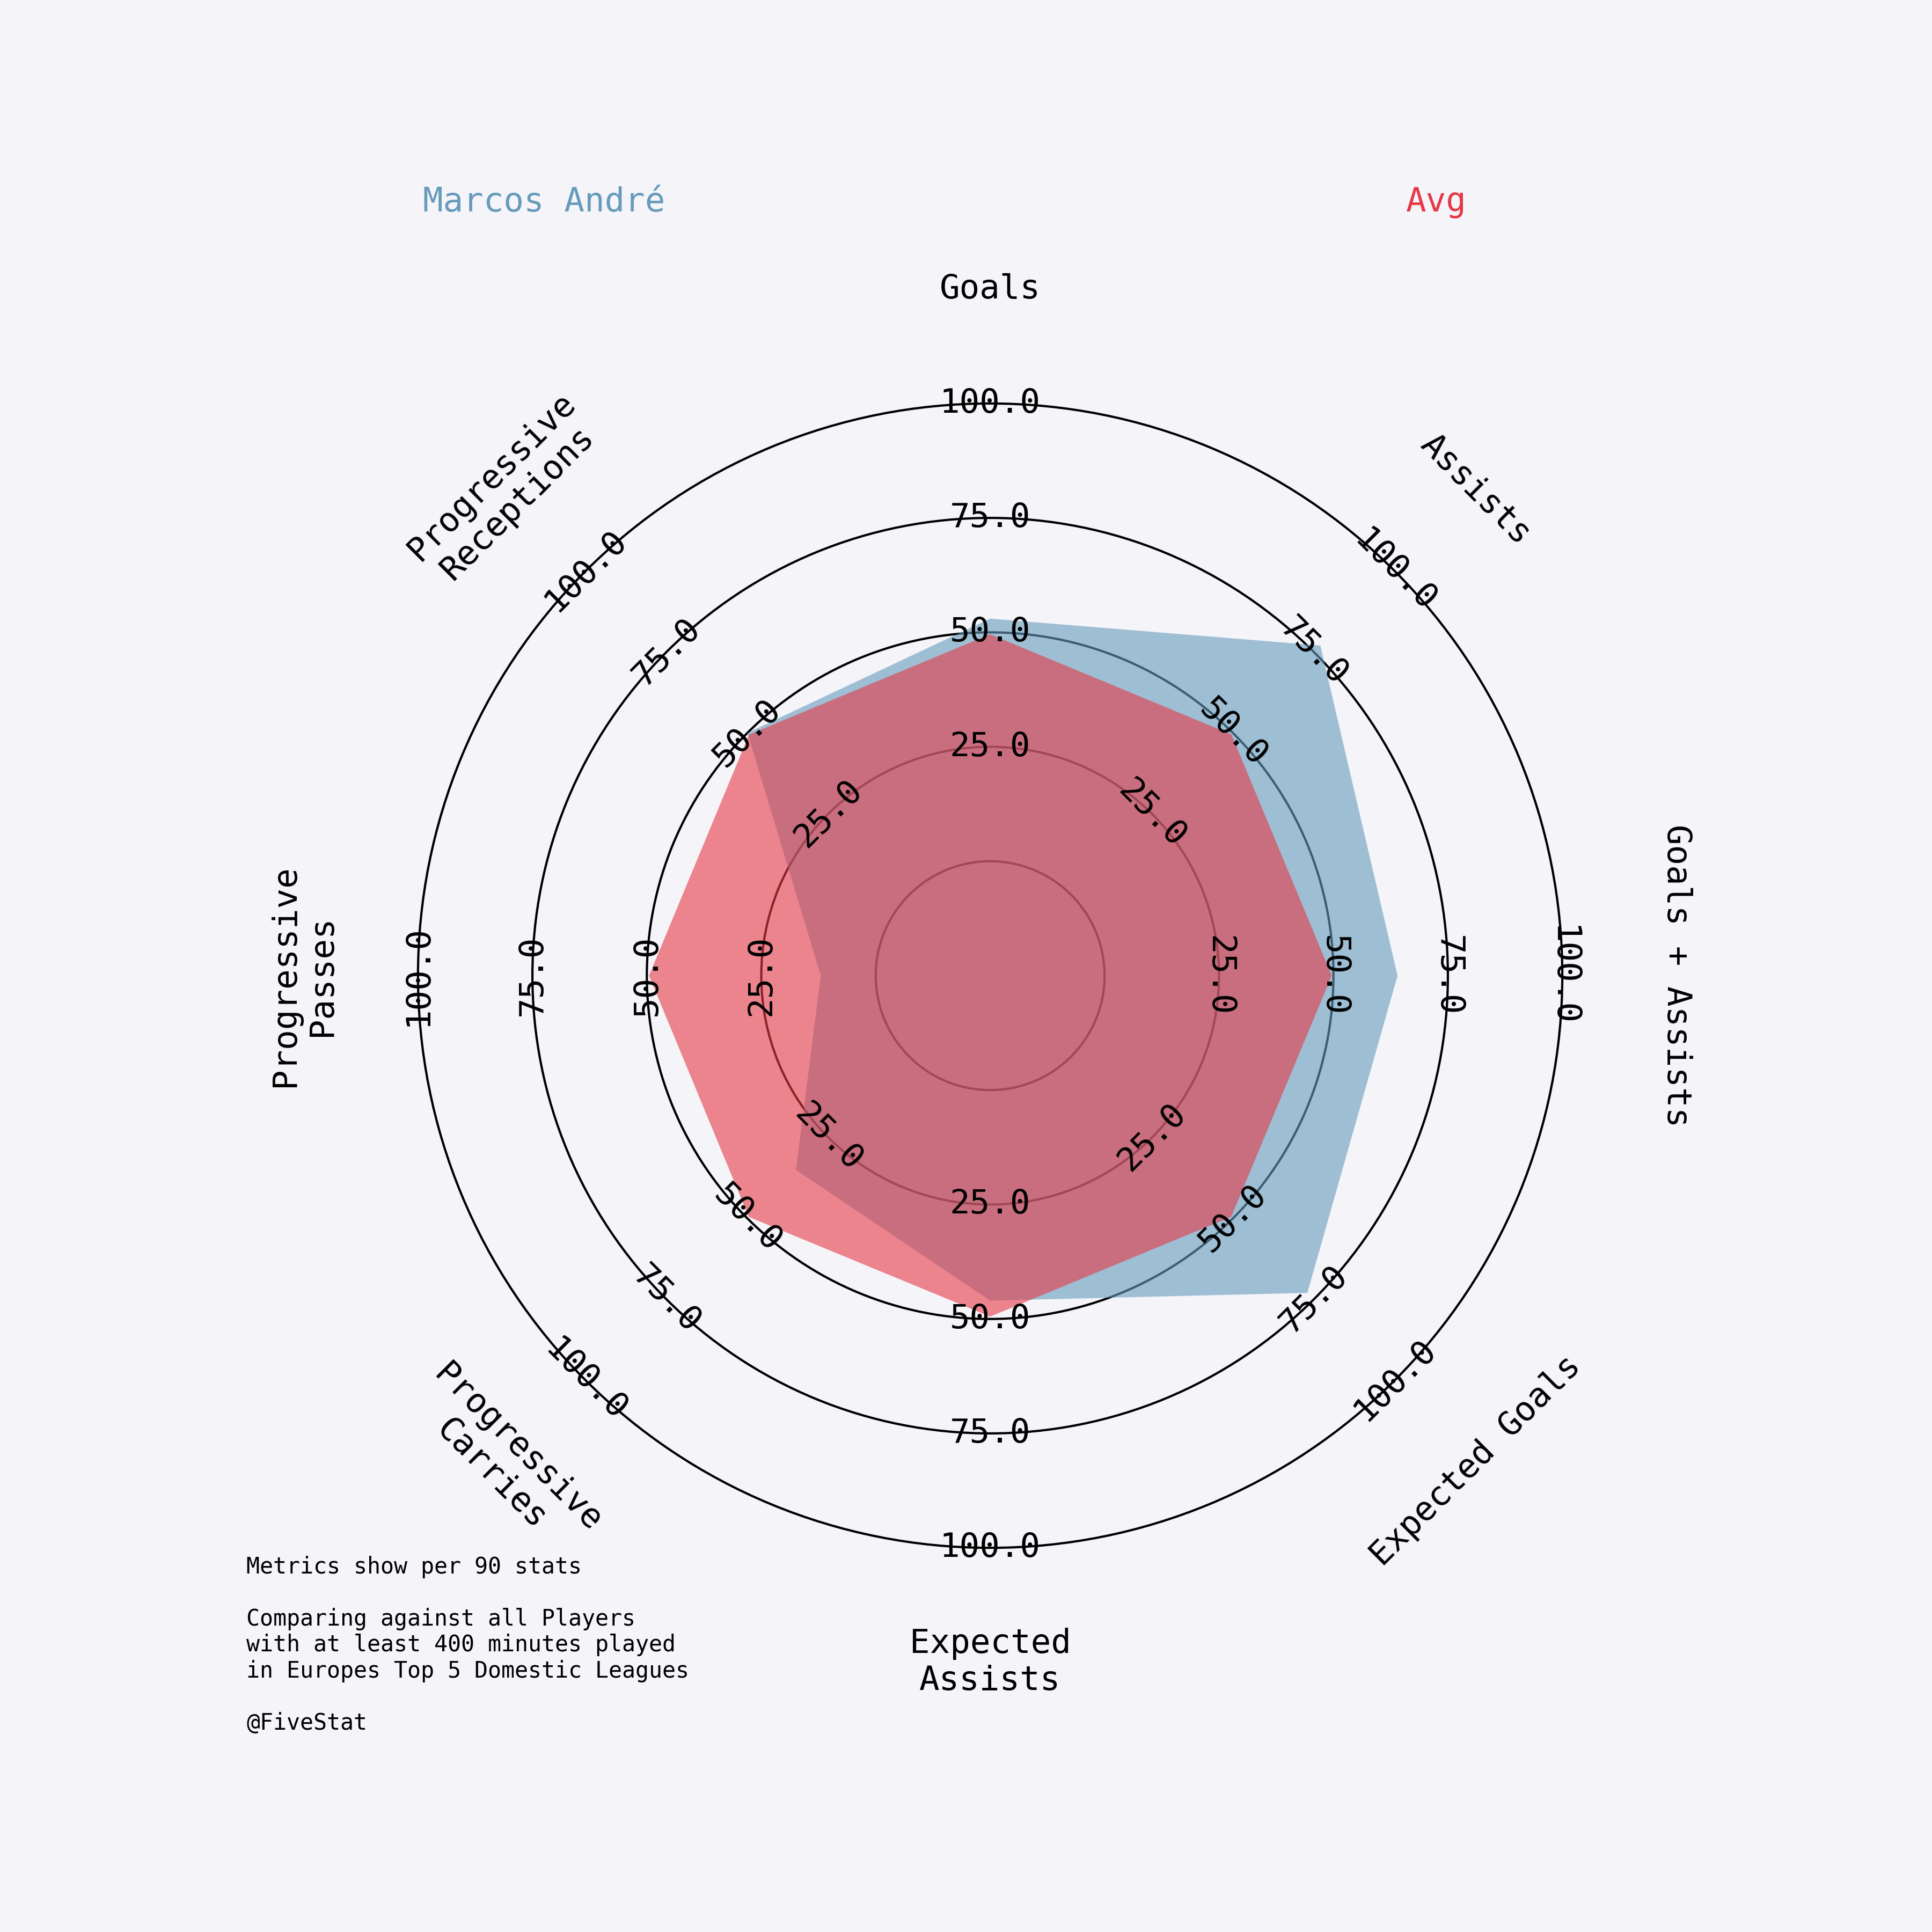 Marcos André
Avg
Goals
Assists
Goals + Assists
Expected Goals
Expected
Assists
Progressive
Carries
Progressive
Passes
Progressive
Receptions
100.0
75.0
50.0
25.0
100.0
75.0
50.0
25.0
100.0
75.0
50.0
25.0
100.0
75.0
50.0
25.0
100.0
75.0
50.0
25.0
100.0
75.0
50.0
25.0
100.0
75.0
50.0
25.0
100.0
75.0
50.0
25.0
Metrics show per 90 stats
Comparing against all Players
with at least 400 minutes played
in Europes Top 5 Domestic Leagues
@FiveStat